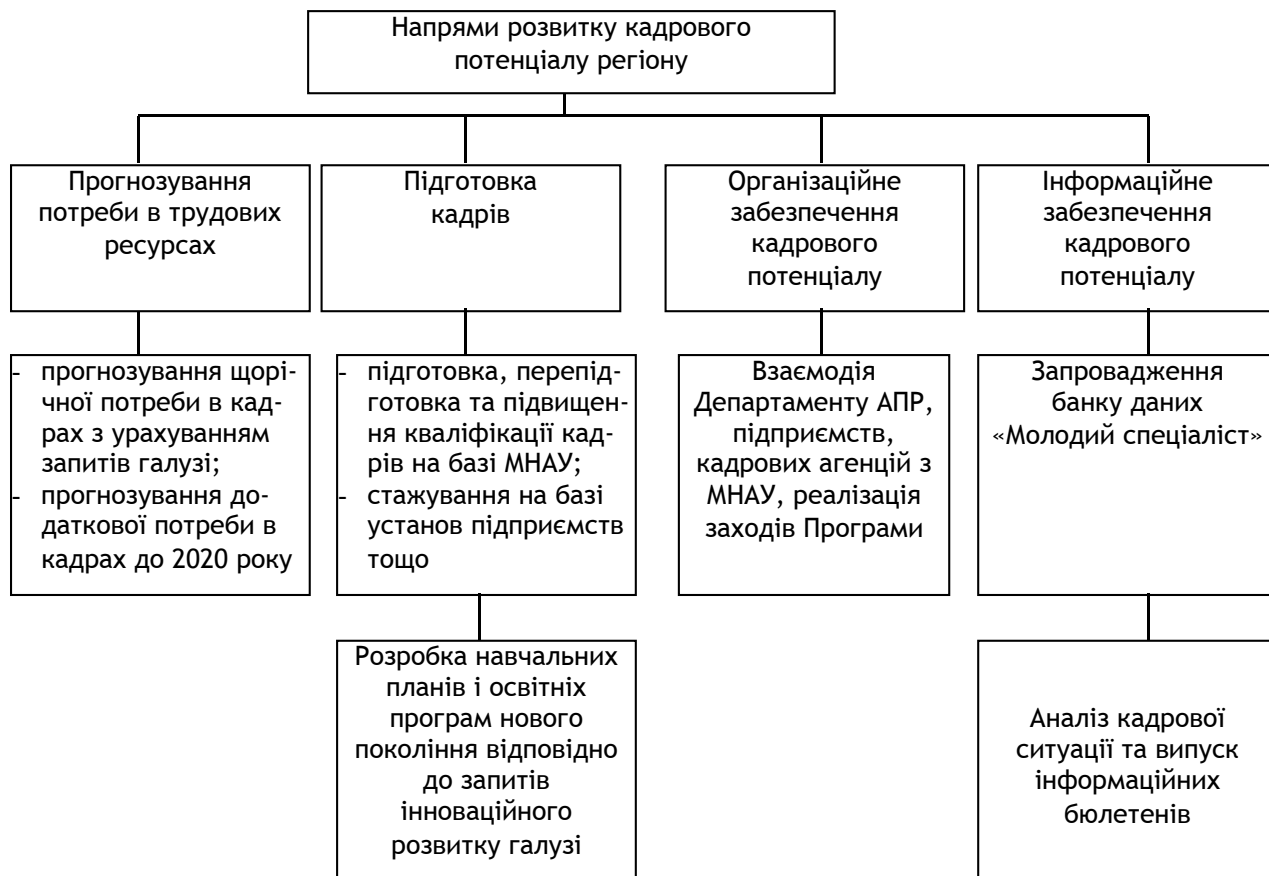 Напрями розвитку кадрового
потенціалу регіону
Прогнозування
потреби в трудових
ресурсах
Підготовка
кадрів
Організаційне
забезпечення
кадрового
потенціалу
Інформаційне
забезпечення
кадрового
потенціалу
- прогнозування щорі-
чної потреби в кад-
рах з урахуванням
запитів галузі;
- прогнозування до-
даткової потреби в
кадрах до 2020 року
- підготовка, перепід-
готовка та підвищен-
ня кваліфікації кад-
рів на базі МНАУ;
- стажування на базі
установ підприємств
тощо
Взаємодія
Департаменту АПР,
підприємств,
кадрових агенцій з
МНАУ, реалізація
заходів Програми
Запровадження
банку даних
«Молодий спеціаліст»
Розробка навчальних
планів і освітніх
програм нового
покоління відповідно
до запитів
інноваційного
розвитку галузі
Аналіз кадрової
ситуації та випуск
інформаційних
бюлетенів